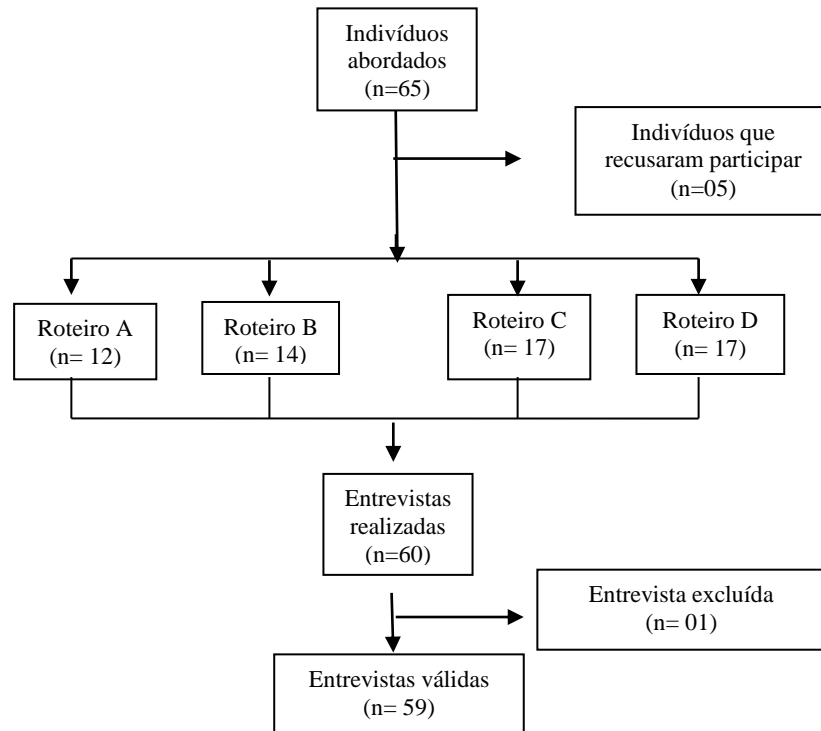 Indivíduos
abordados
(n=65)
Indivíduos que
recusaram participar
(n=05)
Roteiro A
(n= 12)
Roteiro B
(n= 14)
Roteiro C
(n= 17)
Roteiro D
(n= 17)
Entrevistas
realizadas
(n=60)
Entrevista excluída
(n= 01)
Entrevistas válidas
(n= 59)